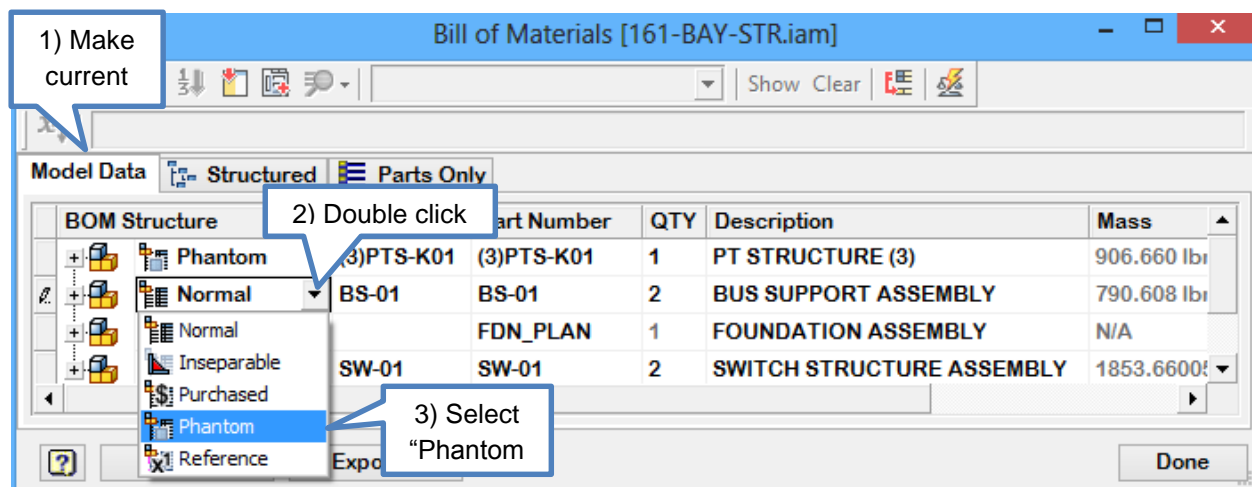 1) Make
current
Bill of Materials [161-BAY-STR.iam]
Show Clear
Model Data Structured Parts Only
2) Double click
BOM Structure art Number QTY Description Mass
Phantom (3)PTS-K01 (3)PTS-K01 1 PT STRUCTURE (3) 906.660 lb
Normal BS-01 BS-01 2 BUS SUPPORT ASSEMBLY 790.608 lb
Normal FDN_PLAN 1 FOUNDATION ASSEMBLY N/A
Inseparable SW-01 SW-01 2 SWITCH STRUCTURE ASSEMBLY 1853.6600
Purchased
Phantom
3) Select
“Phantom
Reference Expo Done